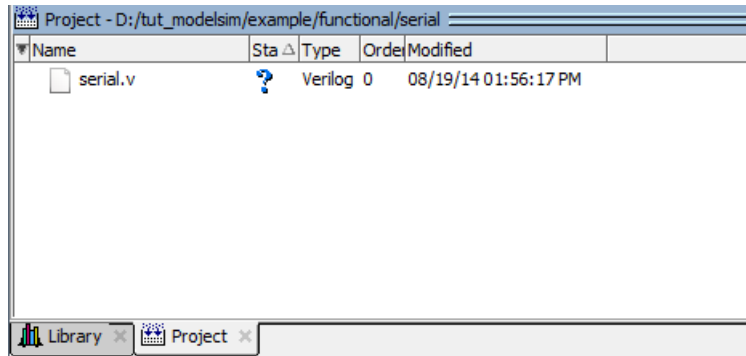 Project - D:/tut_modelsim/example/functional/serial
Name Sta Type Order Modified
serial.v ? Verilog 0 08/19/14 01:56:17 PM
Library Project